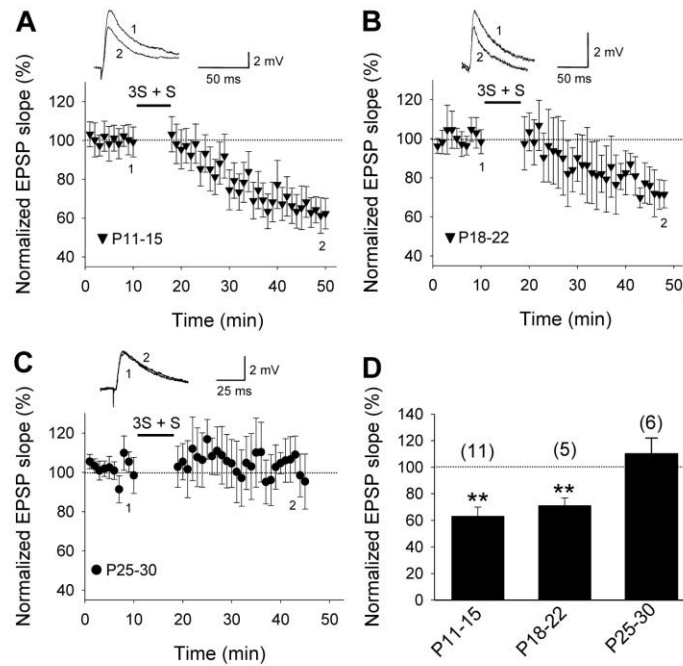 A
1
2
2 mV
50 ms
Normalized EPSP slope (%)
120
100
80
60
40
3S + S
1
2
P11-15
0 10 20 30 40 50
Time (min)
B
1
2
2 mV
50 ms
Normalized EPSP slope (%)
120
100
80
60
40
3S + S
1
2
P18-22
0 10 20 30 40 50
Time (min)
C
2
1
2 mV
25 ms
Normalized EPSP slope (%)
120
100
80
60
40
3S + S
1
2
P25-30
0 10 20 30 40 50
Time (min)
D
Normalized EPSP slope (%)
140
120
100
80
60
40
20
0
(11) (5) (6)
** **
P11-15 P18-22 P25-30